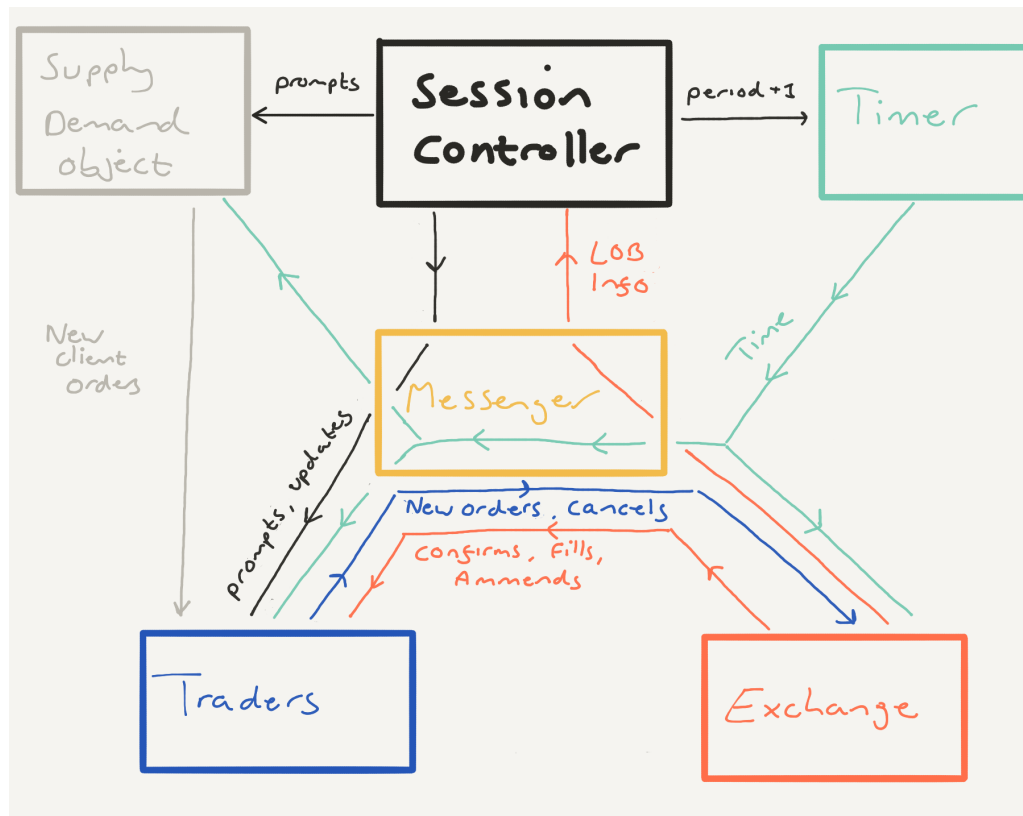 Supply
Demand
object
prompts
Session
Controller
period +1
Timer
LOB
Info
New
client
orders
Time
Messenger
prompts, updates
New orders, Cancels
Confirms, Fills,
Ammends
Traders
Exchange